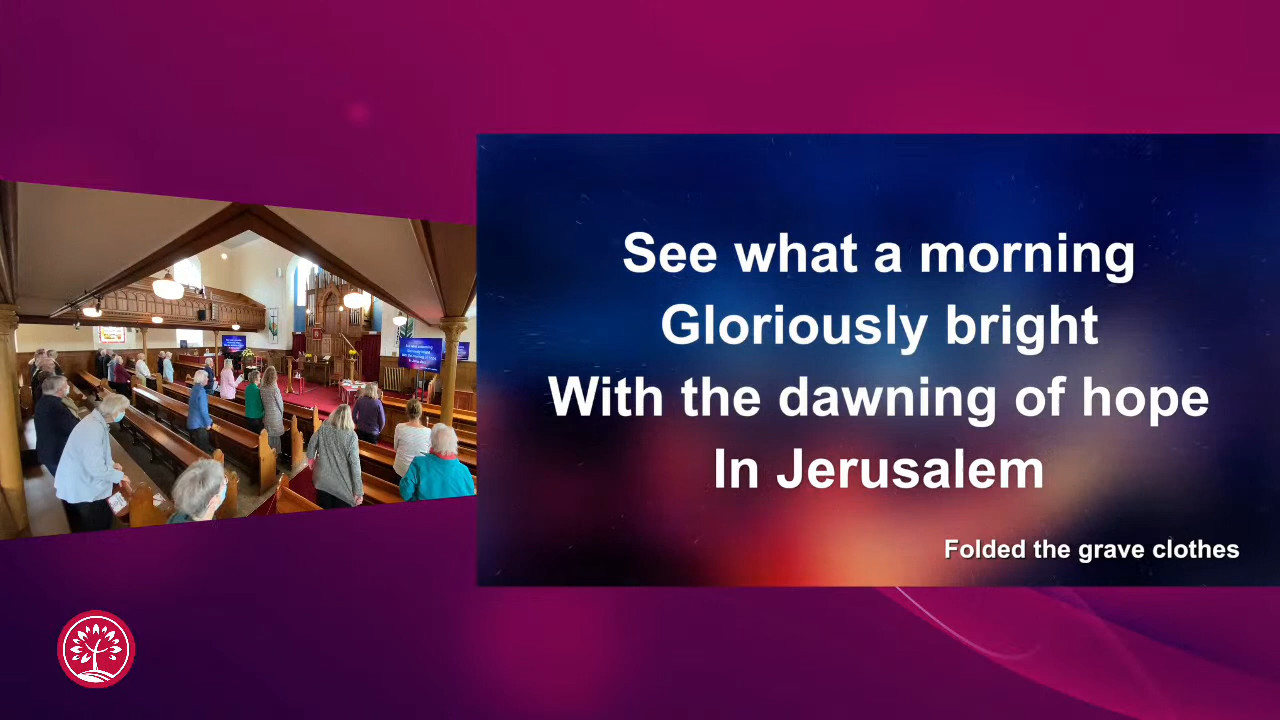 See what a morning
Gloriously bright
With the dawning of hope
In Jerusalem
Folded the grave clothes